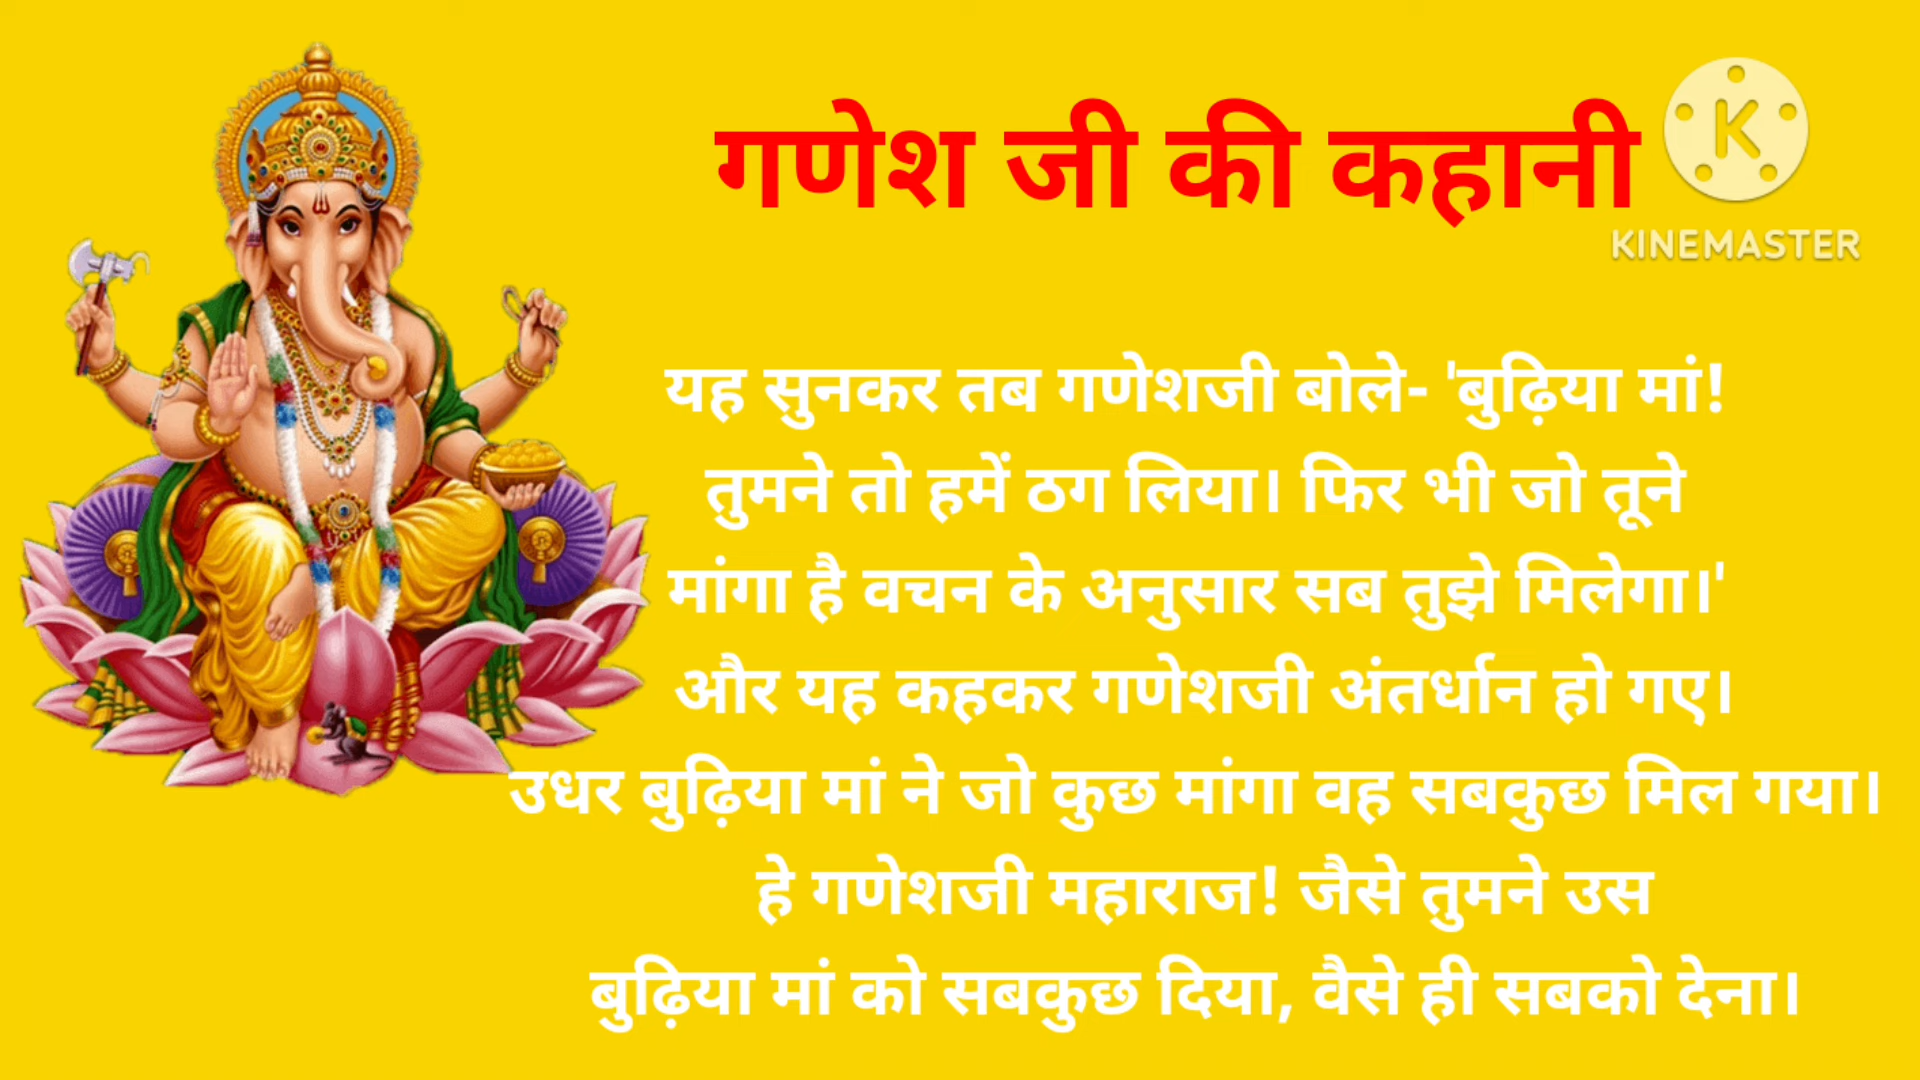 गणेश जी की कहानी
K
KINEMASTER
यह सुनकर तब गणेशजी बोले- 'बुढ़िया मां!
तुमने तो हमें ठग लिया। फिर भी जो तूने
मांगा है वचन के अनुसार सब तुझे मिलेगा।'
और यह कहकर गणेशजी अंतर्धान हो गए।
उधर बुढ़िया मां ने जो कुछ मांगा वह सबकुछ मिल गया।
हे गणेशजी महाराज! जैसे तुमने उस
बुढ़िया मां को सबकुछ दिया, वैसे ही सबको देना।